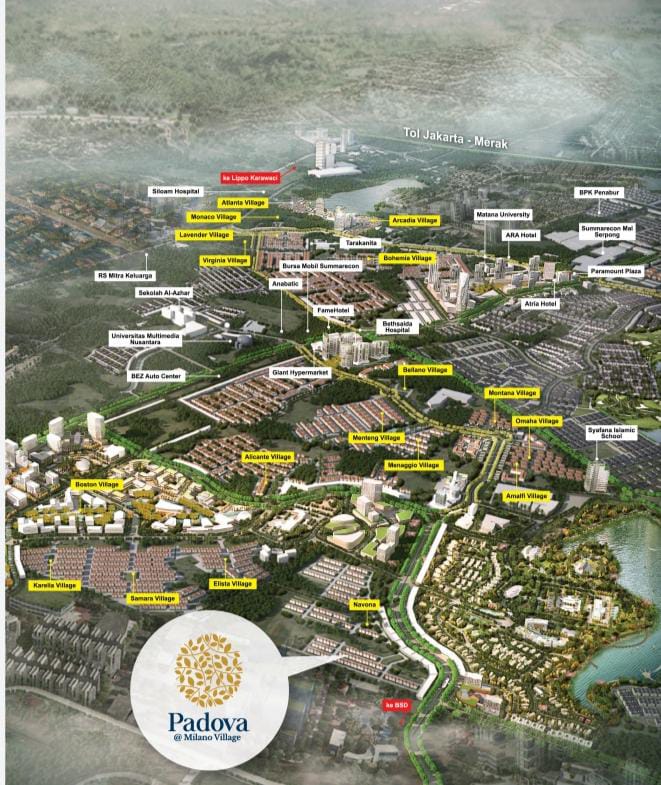 Tol Jakarta - Merak
ke Lippo Karawaci
Siloam Hospital
BPK Penabur
Atlanta Village
Monaco Village
Arcadia Village
Matana University
Summarecon Mal
Serpong
Lavender Village
ARA Hotel
Tarakanita
Virginia Village
Bohemia Village
Bursa Mobil Summarecon
Paramount Plaza
RS Mitra Keluarga
Anabatic
Sekolah Al-Azhar
Atria Hotel
FameHotel
Bethsaida
Hospital
Universitas Multimedia
Nusantara
BEZ Auto Center
Giant Hypermarket
Bellano Village
Montana Village
Omaha Village
Menteng Village
Syafana Islamic
School
Alicante Village
Menaggio Village
Boston Village
Amalfi Village
Karelia Village
Samara Village
Elista Village
Navona
Padova
@ Milano Village
ke BSD